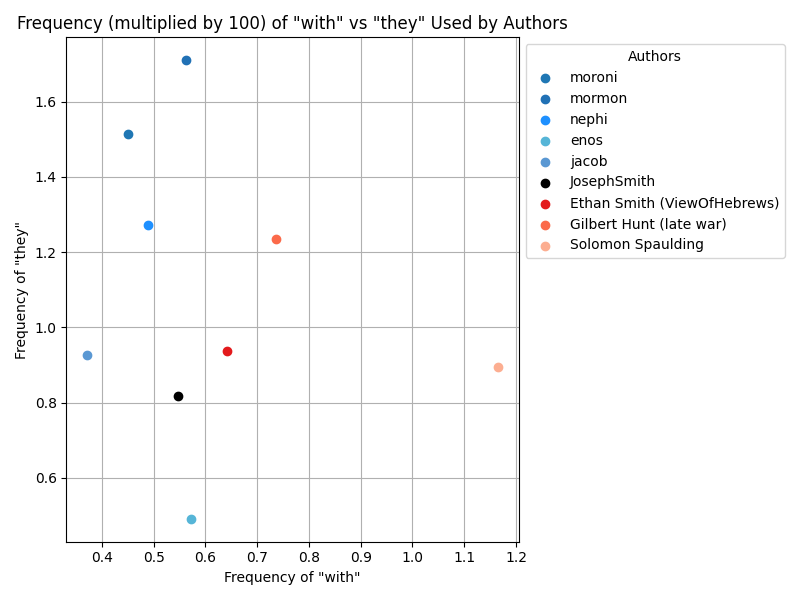 Frequency (multiplied by 100) of "with" vs "they" Used by Authors
Authors
moroni
mormon
nephi
enos
jacob
JosephSmith
Ethan Smith (ViewOfHebrews)
Gilbert Hunt (late war)
Solomon Spaulding
Frequency of "they"
1.6
1.4
1.2
1.0
0.8
0.6
0.4 0.5 0.6 0.7 0.8 0.9 1.0 1.1 1.2
Frequency of "with"